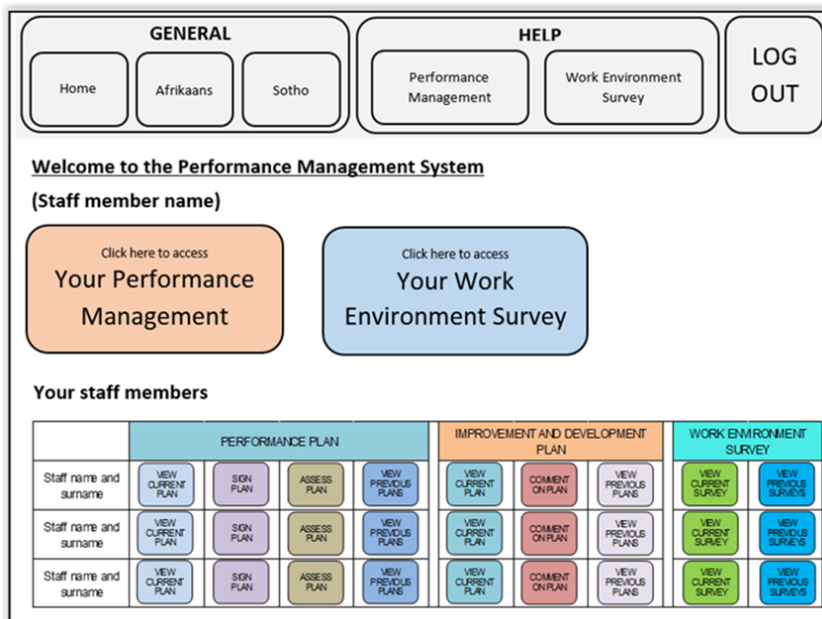 GENERAL
HELP
LOG
OUT
Home
Afrikaans
Sotho
Performance
Management
Work Environment
Survey
Welcome to the Performance Management System
(Staff member name)
Click here to access
Your Performance
Management
Click here to access
Your Work
Environment Survey
Your staff members
PERFORMANCE PLAN
IMPROVEMENT AND DEVELOPMENT
PLAN
WORK ENVIRONMENT
SURVEY
Staff name and
surname
VIEW
CURRENT
PLAN
SIGN
PLAN
ASSESS
PLAN
VIEW
PREVIOUS
PLANS
VIEW
CURRENT
PLAN
COMMENT
ON PLAN
VIEW
PREVIOUS
PLANS
VIEW
CURRENT
SURVEY
VIEW
PREVIOUS
SURVEYS
Staff name and
surname
VIEW
CURRENT
PLAN
SIGN
PLAN
ASSESS
PLAN
VIEW
PREVIOUS
PLANS
VIEW
CURRENT
PLAN
COMMENT
ON PLAN
VIEW
PREVIOUS
PLANS
VIEW
CURRENT
SURVEY
VIEW
PREVIOUS
SURVEYS
Staff name and
surname
VIEW
CURRENT
PLAN
SIGN
PLAN
ASSESS
PLAN
VIEW
PREVIOUS
PLANS
VIEW
CURRENT
PLAN
COMMENT
ON PLAN
VIEW
PREVIOUS
PLANS
VIEW
CURRENT
SURVEY
VIEW
PREVIOUS
SURVEYS